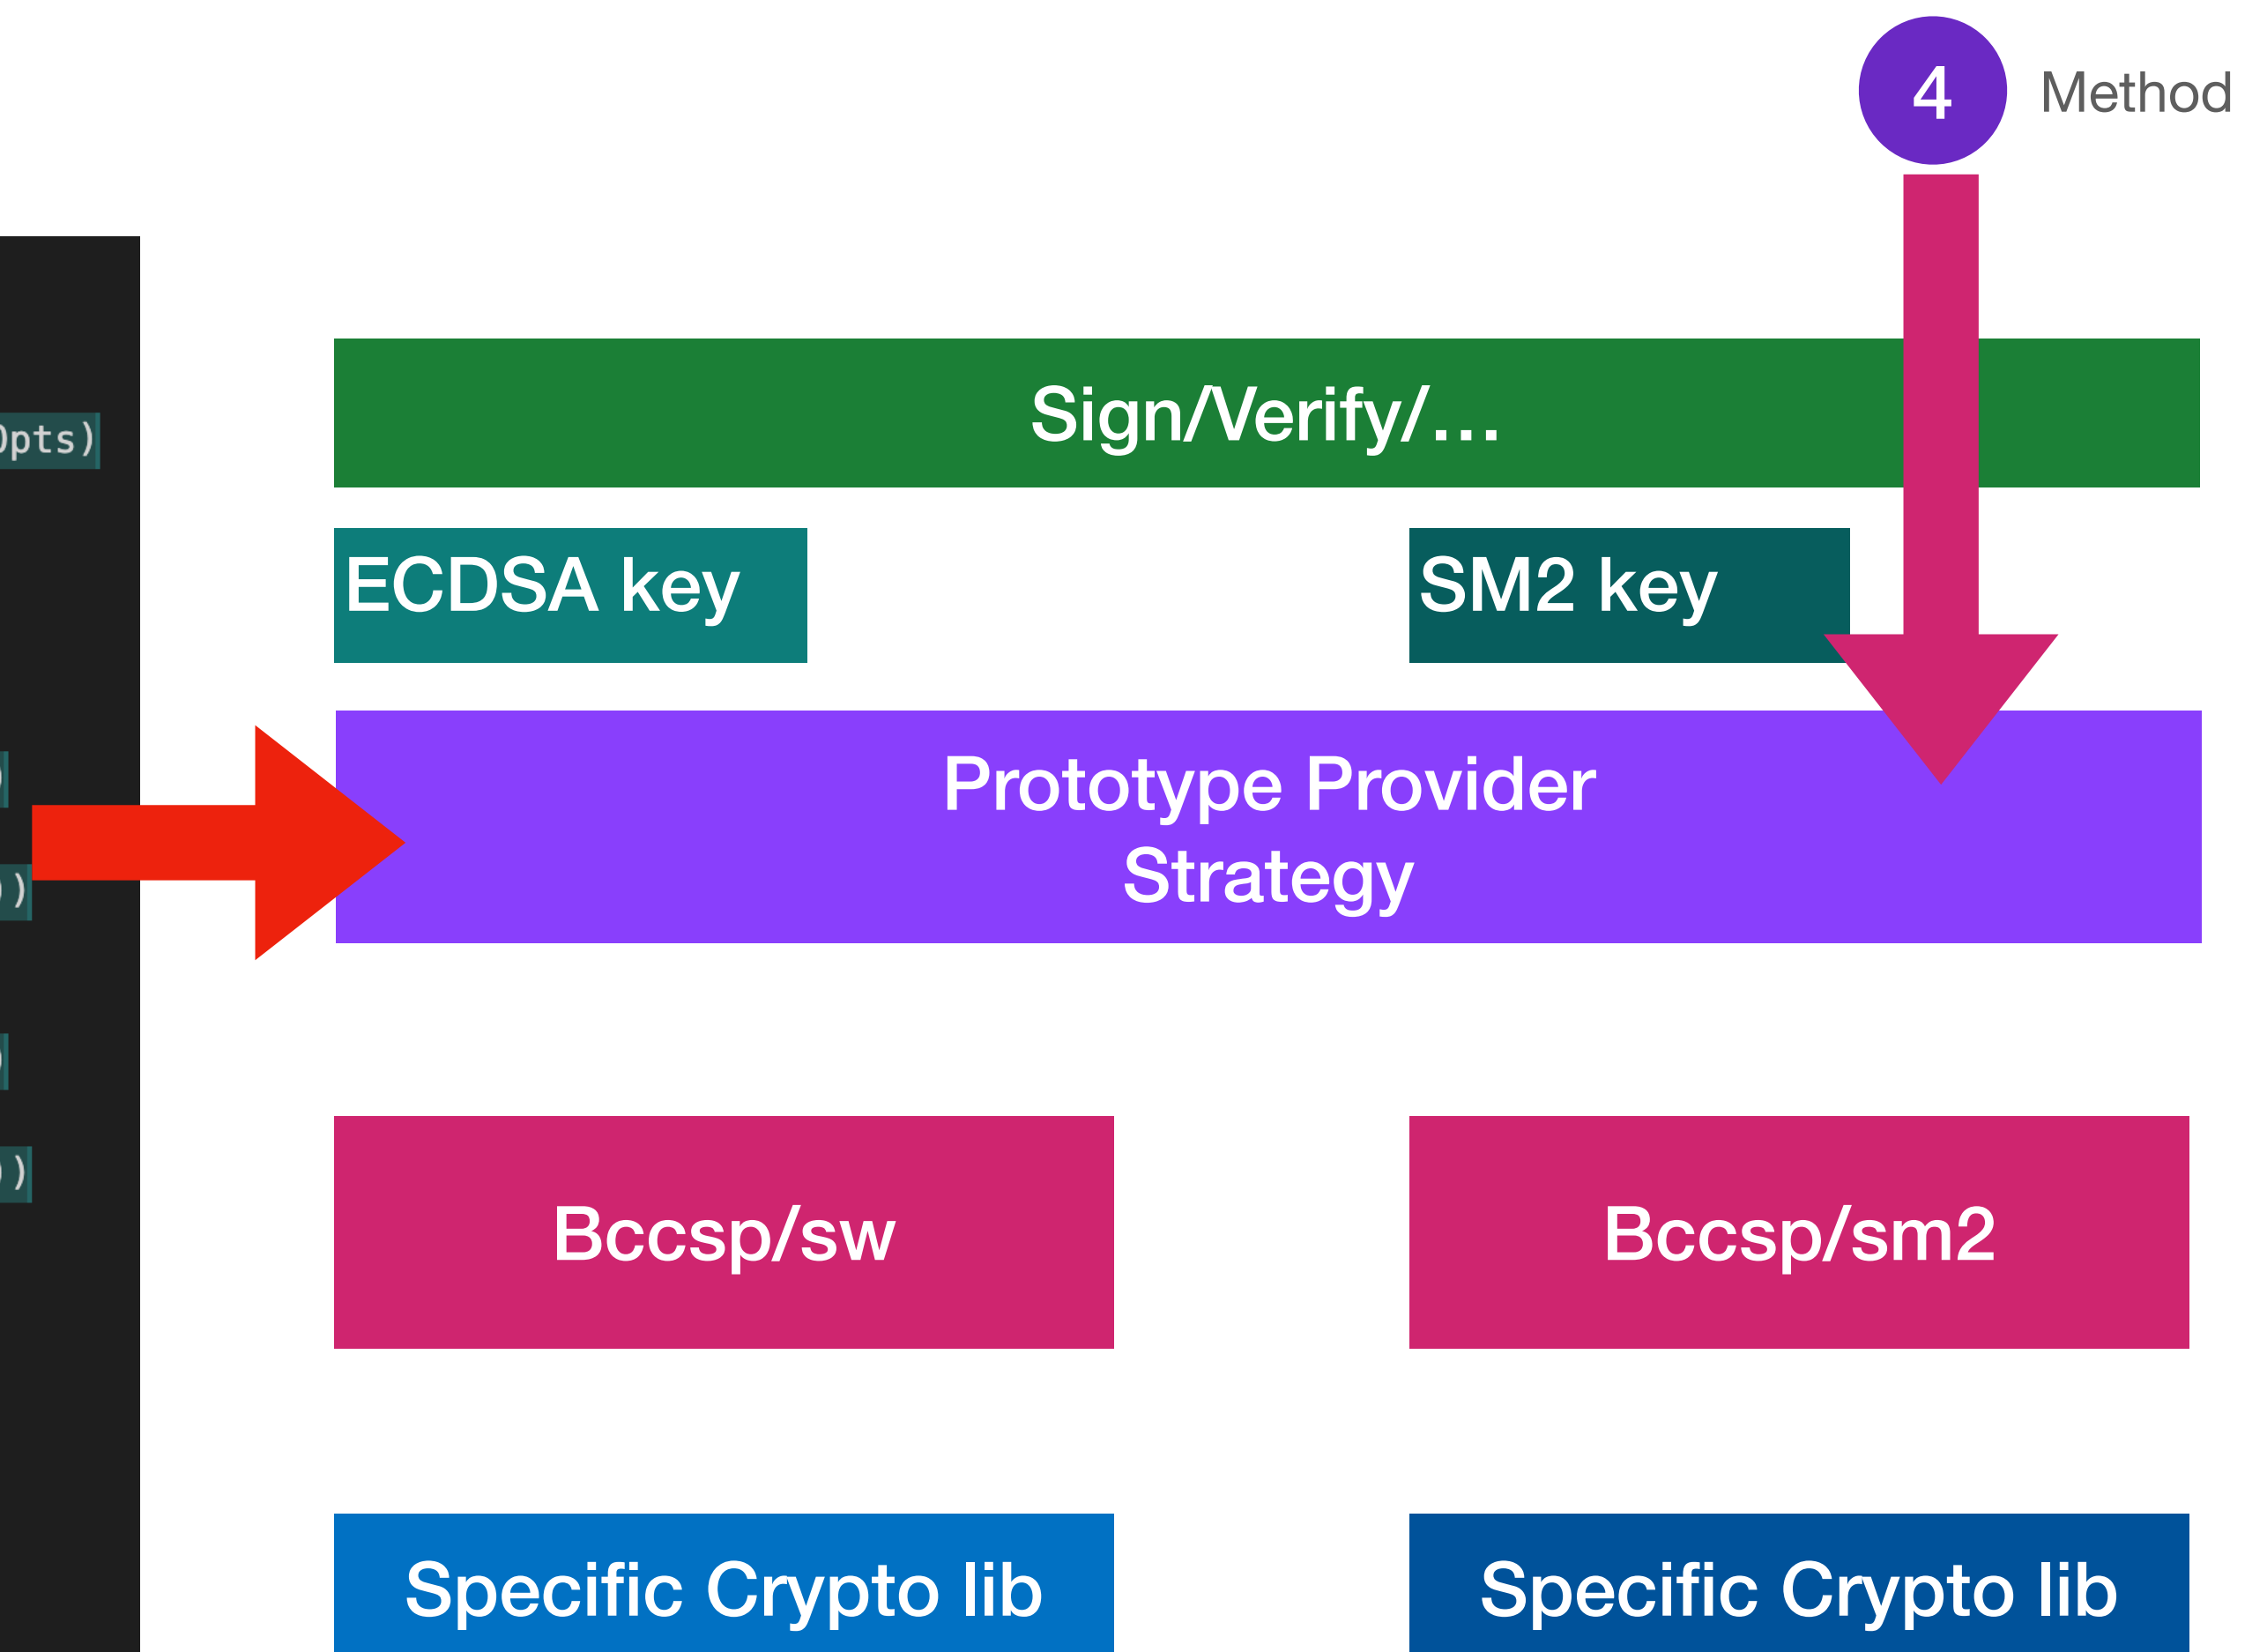 4 Method
Sign/Verify/...
pts)
ECDSA key
SM2 key
Prototype Provider
Strategy
)
)
Bccsp/sw
Bccsp/sm2
Specific Crypto lib
Specific Crypto lib